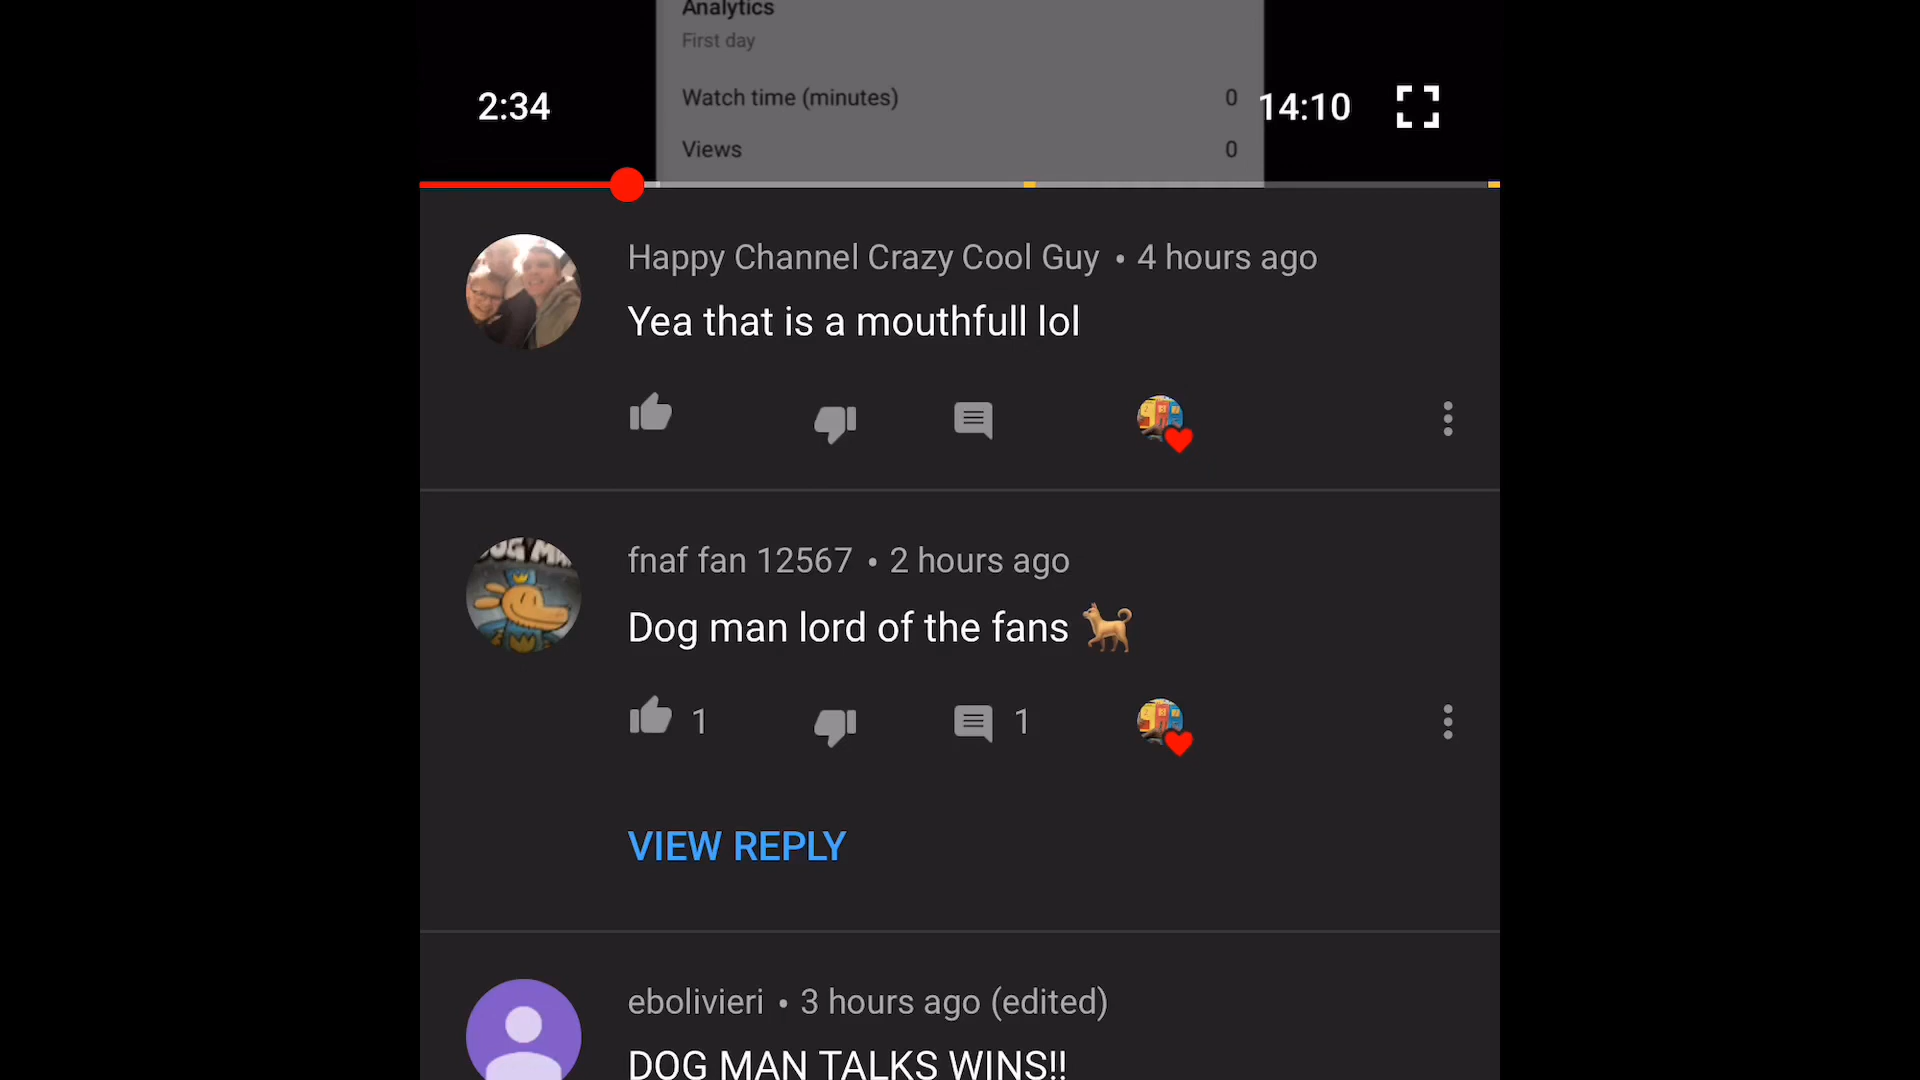 Analytics
First day
Watch time (minutes) 0
2:34
14:10
Views 0
Happy Channel Crazy Cool Guy • 4 hours ago
Yea that is a mouthfull lol
DOG MAN
fnaf fan 12567 • 2 hours ago
Dog man lord of the fans 🐕
1
1
VIEW REPLY
ebolivieri • 3 hours ago (edited)
DOG MAN TALKS WINS!!